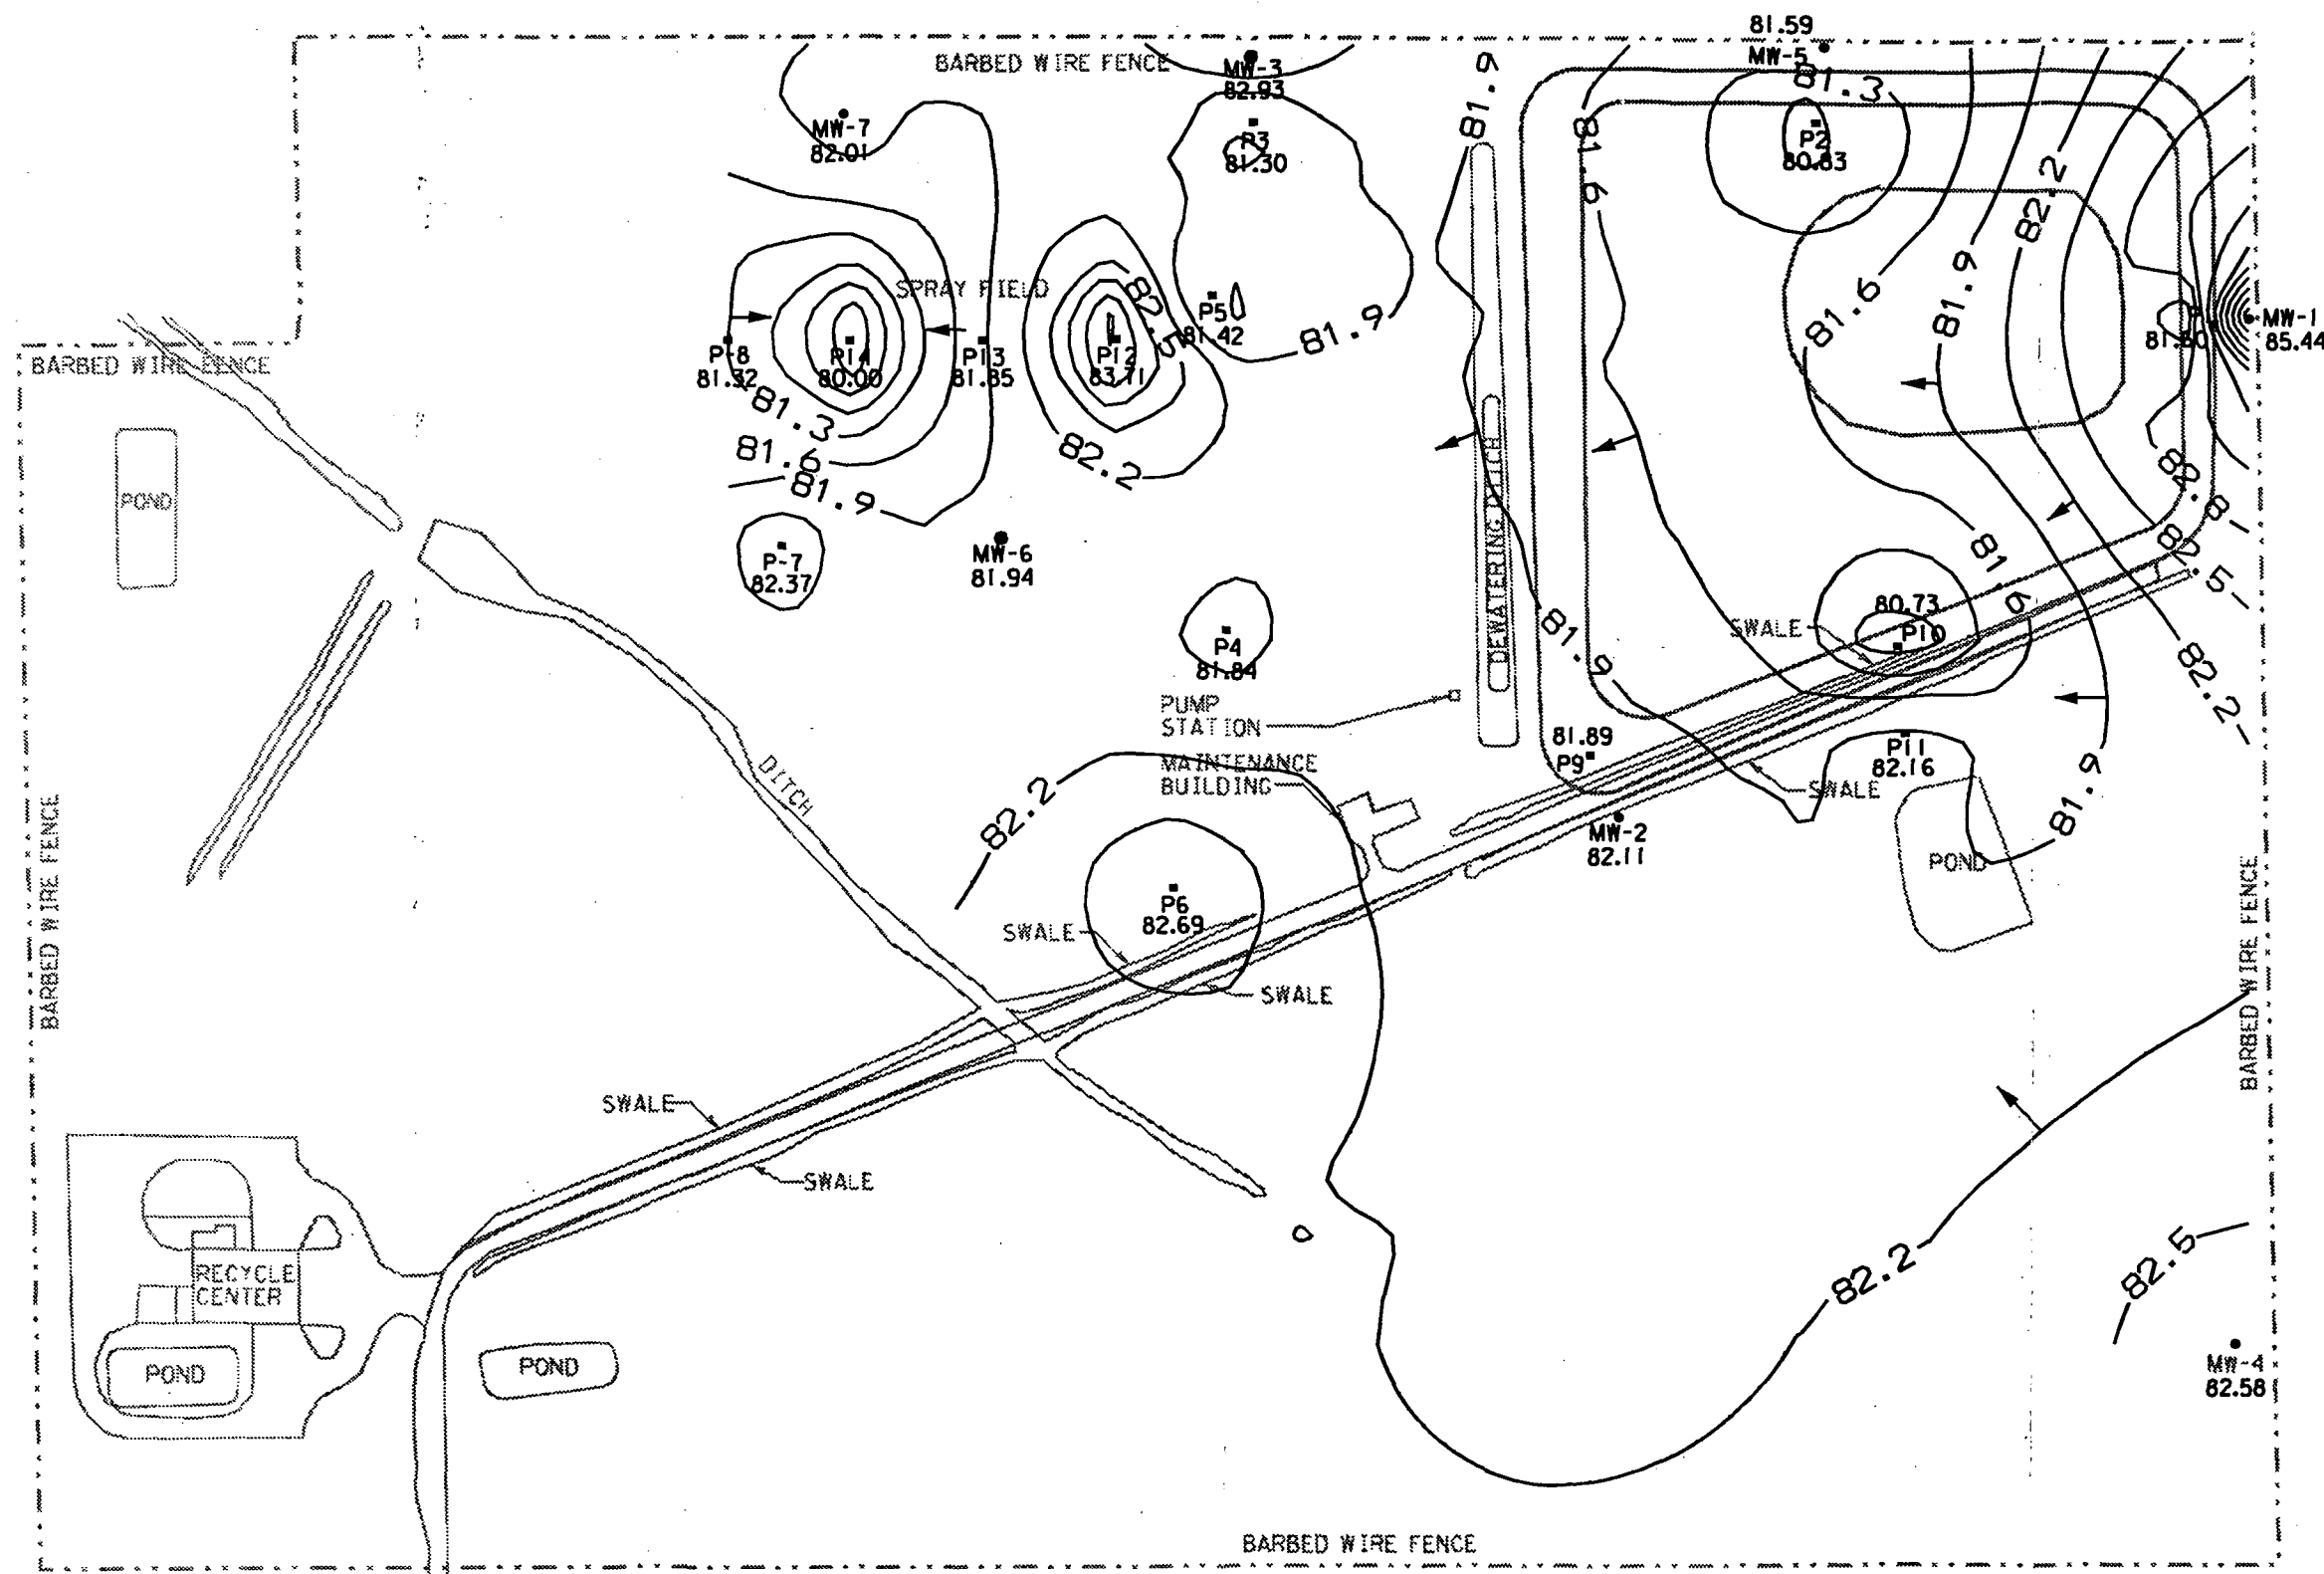 81.59
MW-5
BARBED WIRE FENCE
MW-3
82.93
81.9
81.3
MW-7
82.01
P3
81.30
81.6
P2
80.83
82.2
SPRAY FIELD
82.5
P5
81.42
81.9
81.6
81.9
MW-1
85.44
BARBED WIRE FENCE
P-8
81.32
P14
80.00
P13
81.85
P12
83.71
81.3
81.6
81.9
82.2
POND
DEWATERING DITCH
82.8
82.5
MW-6
81.94
P-7
82.37
81.6
80.73
P10
SWALE
P4
81.84
81.9
82.2
PUMP
STATION
81.89
P9
P11
82.16
MAINTENANCE
BUILDING
DITCH
82.2
SWALE
81.9
MW-2
82.11
POND
P6
82.69
SWALE
SWALE
BARBED WIRE FENCE
BARBED WIRE FENCE
SWALE
SWALE
RECYCLE
CENTER
82.2
82.5
POND
POND
MW-4
82.58
BARBED WIRE FENCE